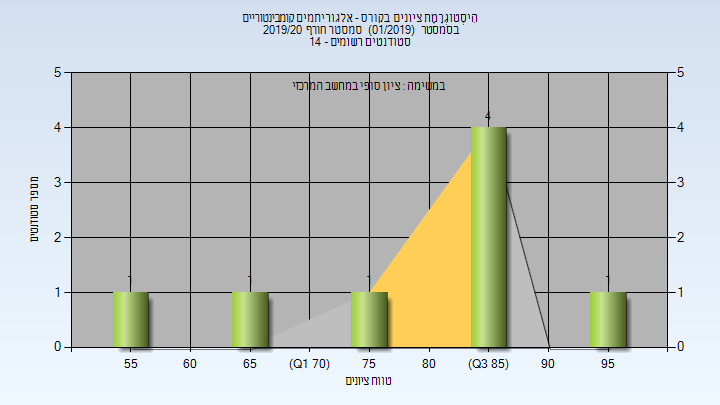 היסטוגרמת ציונים בקורס - אלגוריתמים קומבינטוריים
בסמסטר (01/2019) סמסטר חורף 2019/20
סטודנטים רשומים - 14
במשימה : ציון סופי במחשב המרכזי
מספר סטודנטים
5 5
4 4
3 3
2 2
1 1
0 0
1 1 1 4 1
55 60 65 (Q1 70) 75 80 (Q3 85) 90 95
טווח ציונים